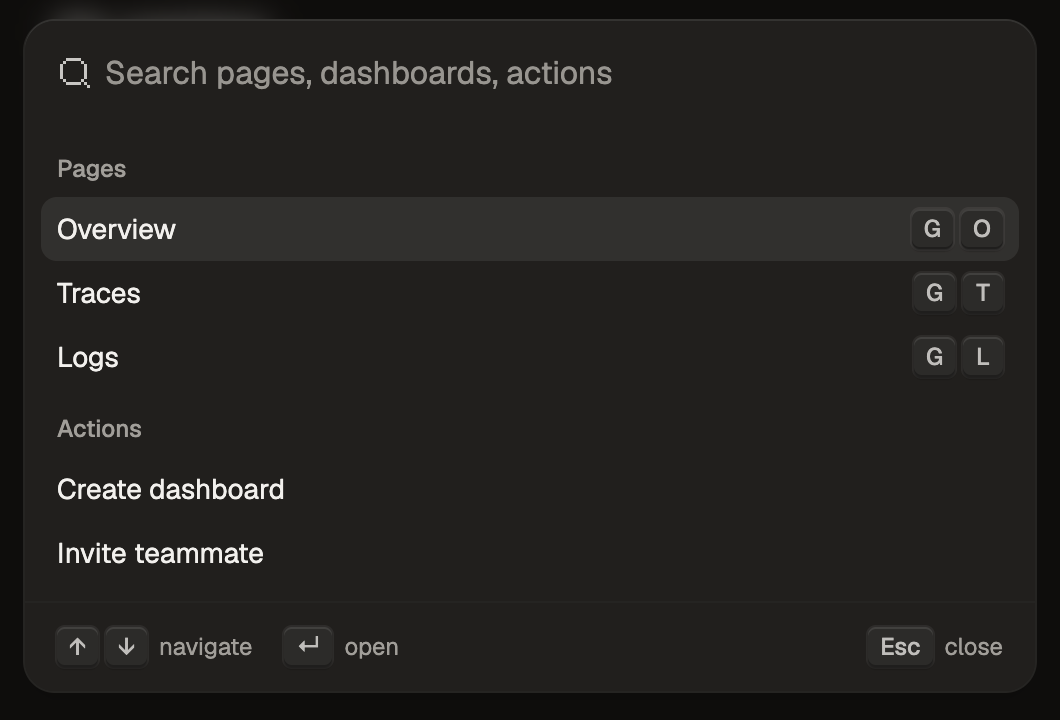 Search pages, dashboards, actions
Pages
Overview G O
Traces G T
Logs G L
Actions
Create dashboard
Invite teammate
↑ ↓ navigate ↵ open Esc close